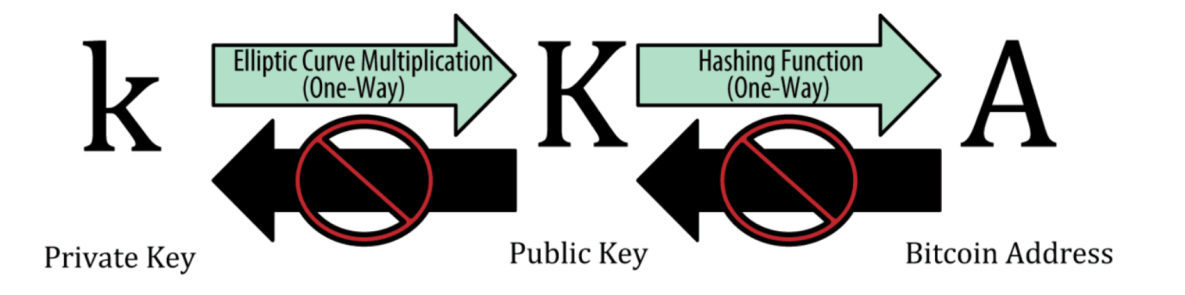 k
Elliptic Curve Multiplication
(One-Way)
K
Hashing Function
(One-Way)
A
Private Key
Public Key
Bitcoin Address